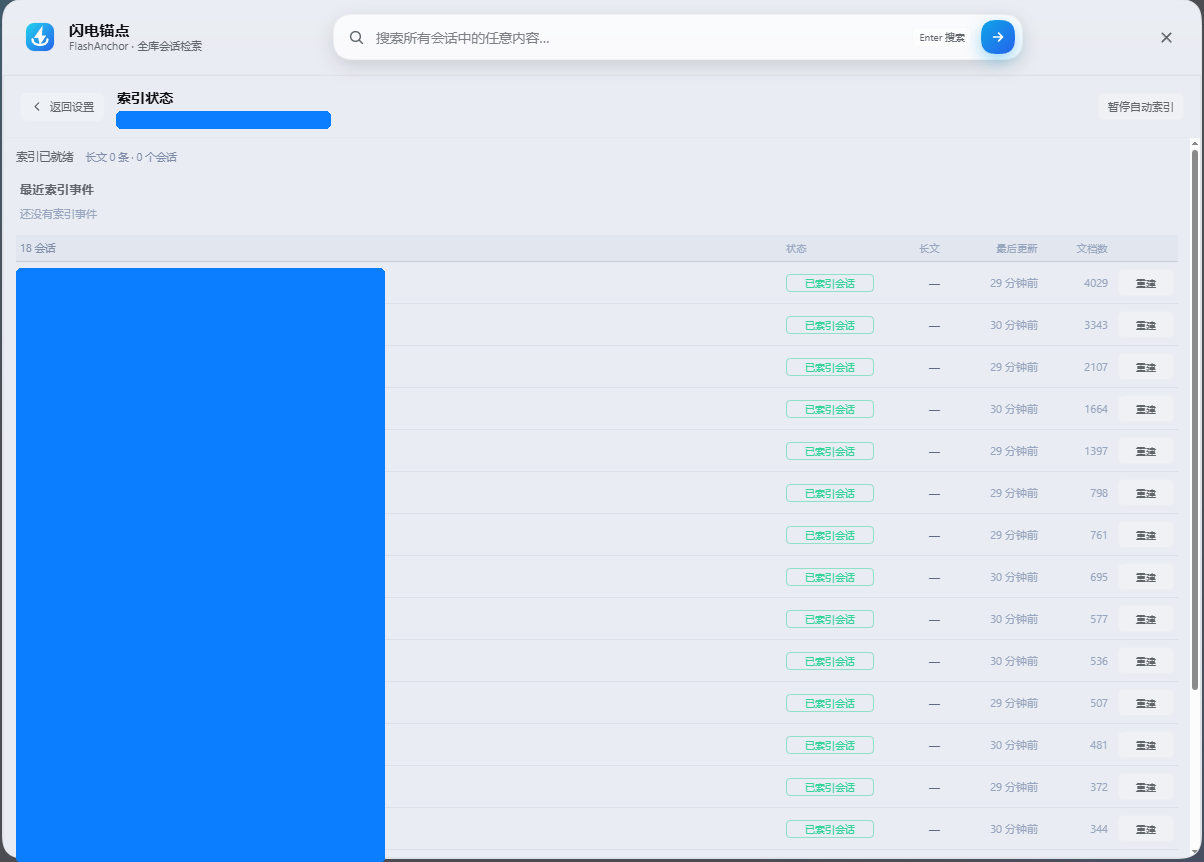 闪电锚点
FlashAnchor · 全库会话检索
搜索所有会话中的任意内容...
Enter 搜索
返回设置
索引状态
暂停自动索引
索引已就绪 长文 0 条 · 0 个会话
最近索引事件
还没有索引事件
18 会话 状态 长文 最后更新 文档数
已索引会话 — 29 分钟前 4029 重建
已索引会话 — 30 分钟前 3343 重建
已索引会话 — 29 分钟前 2107 重建
已索引会话 — 30 分钟前 1664 重建
已索引会话 — 29 分钟前 1397 重建
已索引会话 — 29 分钟前 798 重建
已索引会话 — 29 分钟前 761 重建
已索引会话 — 30 分钟前 695 重建
已索引会话 — 30 分钟前 577 重建
已索引会话 — 30 分钟前 536 重建
已索引会话 — 29 分钟前 507 重建
已索引会话 — 30 分钟前 481 重建
已索引会话 — 29 分钟前 372 重建
已索引会话 — 30 分钟前 344 重建